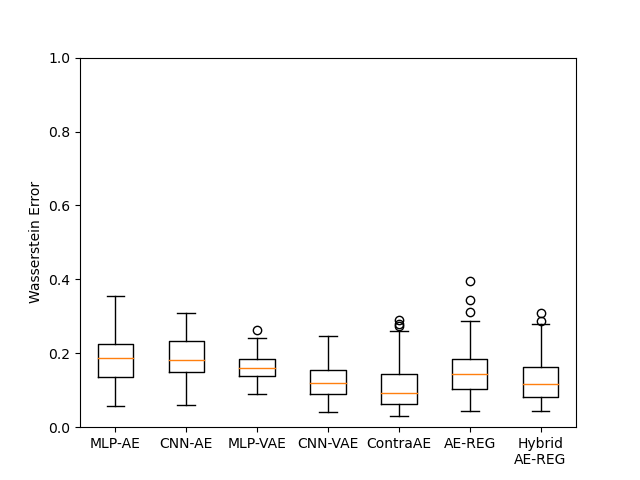 1.0
0.8
0.6
0.4
0.2
0.0
Wasserstein Error
MLP-AE CNN-AE MLP-VAE CNN-VAE ContraAE AE-REG Hybrid
AE-REG